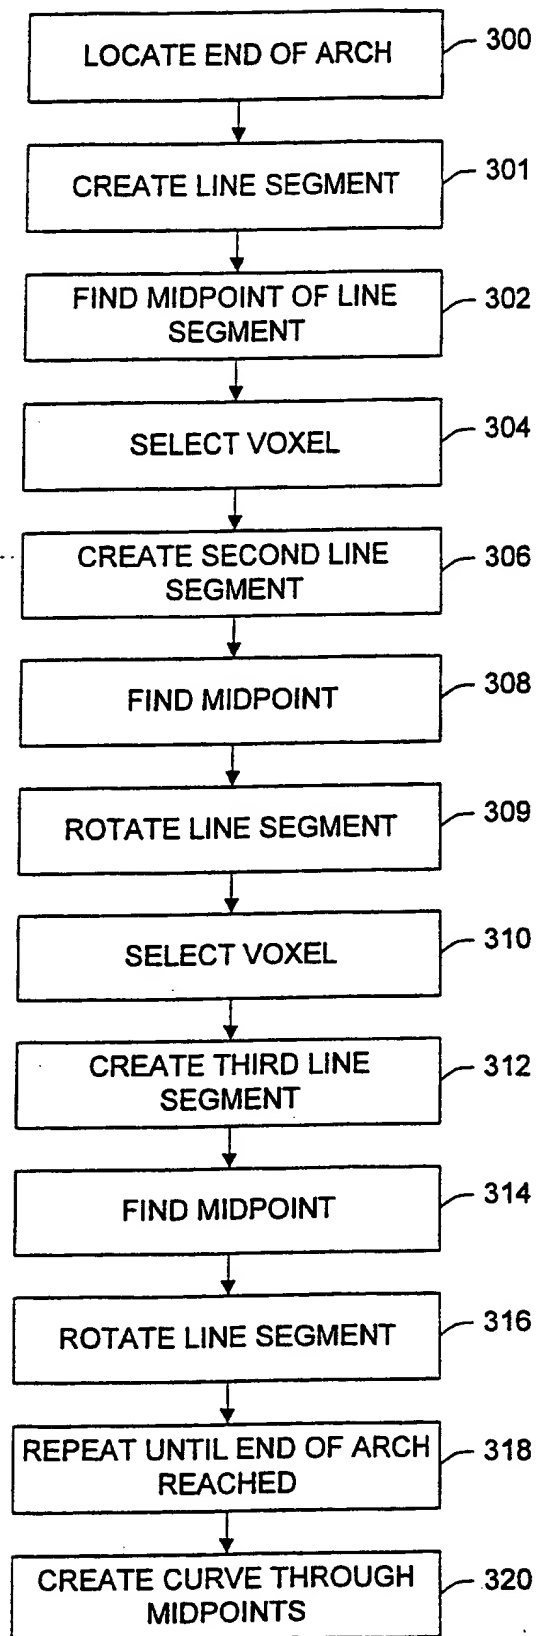 LOCATE END OF ARCH
300
CREATE LINE SEGMENT
301
FIND MIDPOINT OF LINE
SEGMENT
302
SELECT VOXEL
304
CREATE SECOND LINE
SEGMENT
306
FIND MIDPOINT
308
ROTATE LINE SEGMENT
309
SELECT VOXEL
310
CREATE THIRD LINE
SEGMENT
312
FIND MIDPOINT
314
ROTATE LINE SEGMENT
316
REPEAT UNTIL END OF ARCH
REACHED
318
CREATE CURVE THROUGH
MIDPOINTS
320